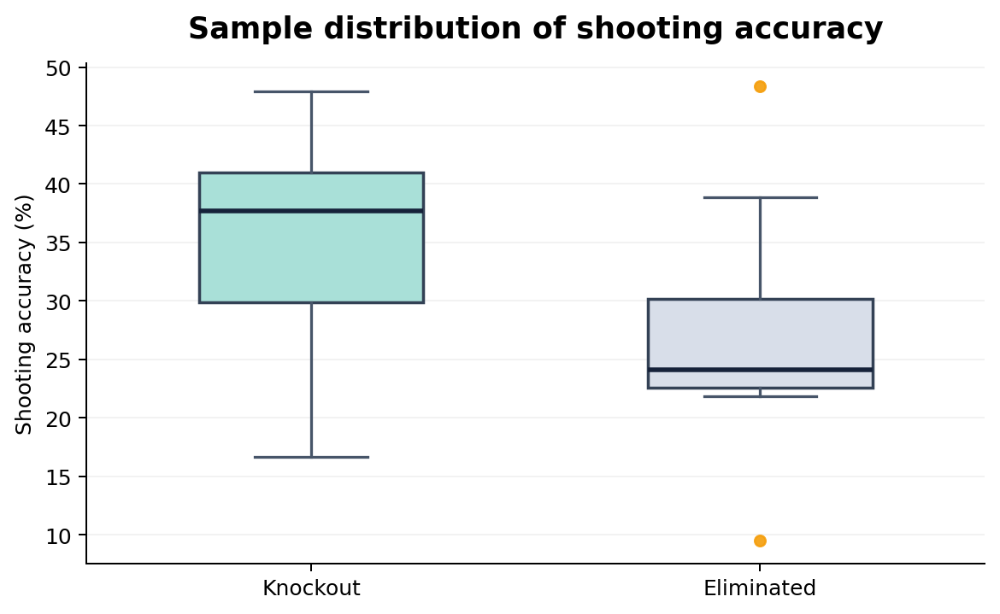 Sample distribution of shooting accuracy
Shooting accuracy (%)
50
45
40
35
30
25
20
15
10
Knockout
Eliminated